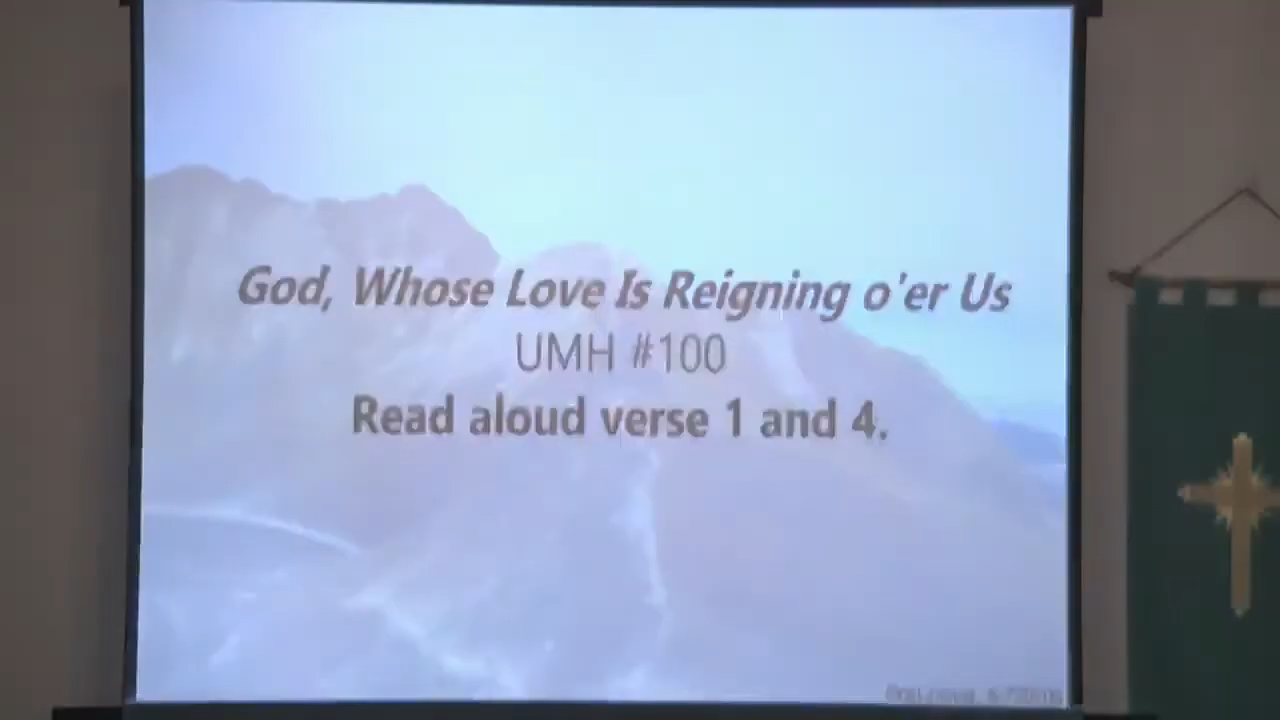 God, Whose Love Is Reigning o'er Us
UMH #100
Read aloud verse 1 and 4.